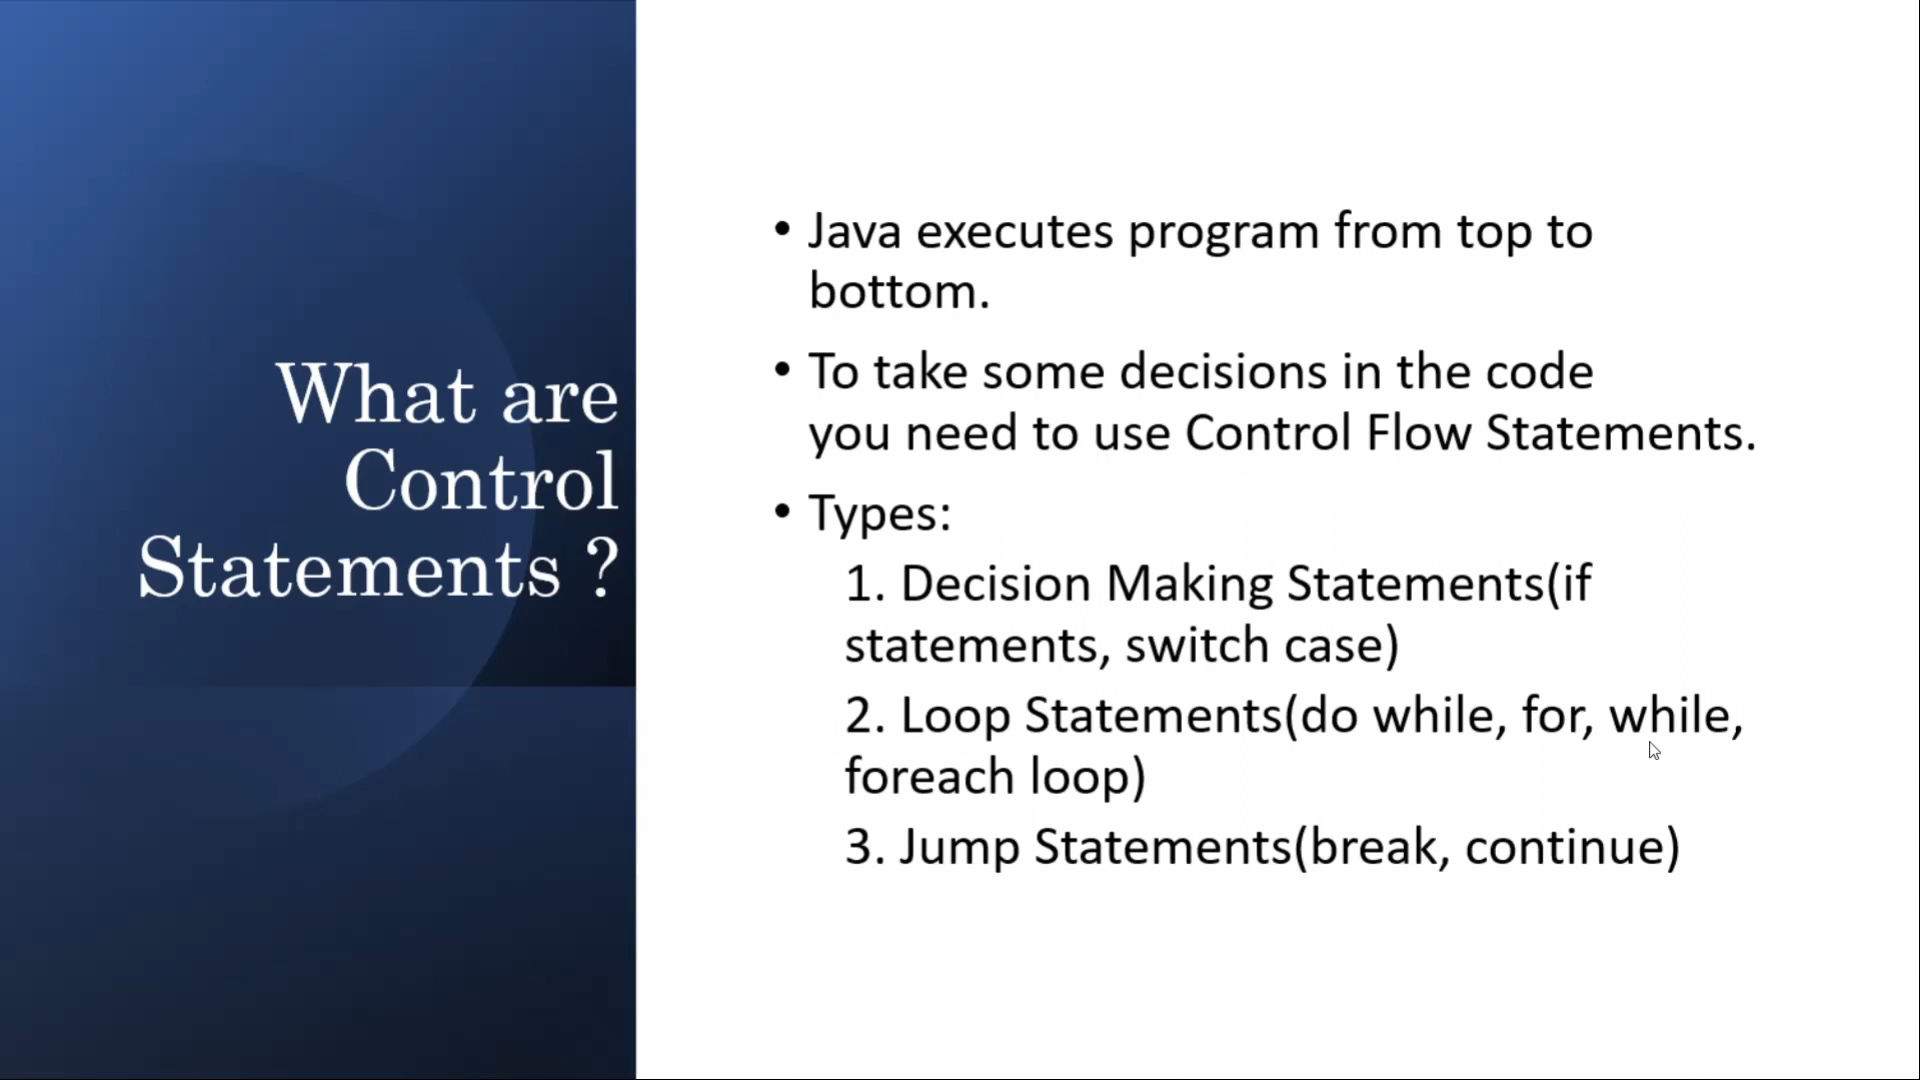 What are
Control
Statements ?
• Java executes program from top to
bottom.
• To take some decisions in the code
you need to use Control Flow Statements.
• Types:
1. Decision Making Statements(if
statements, switch case)
2. Loop Statements(do while, for, while,
foreach loop)
3. Jump Statements(break, continue)